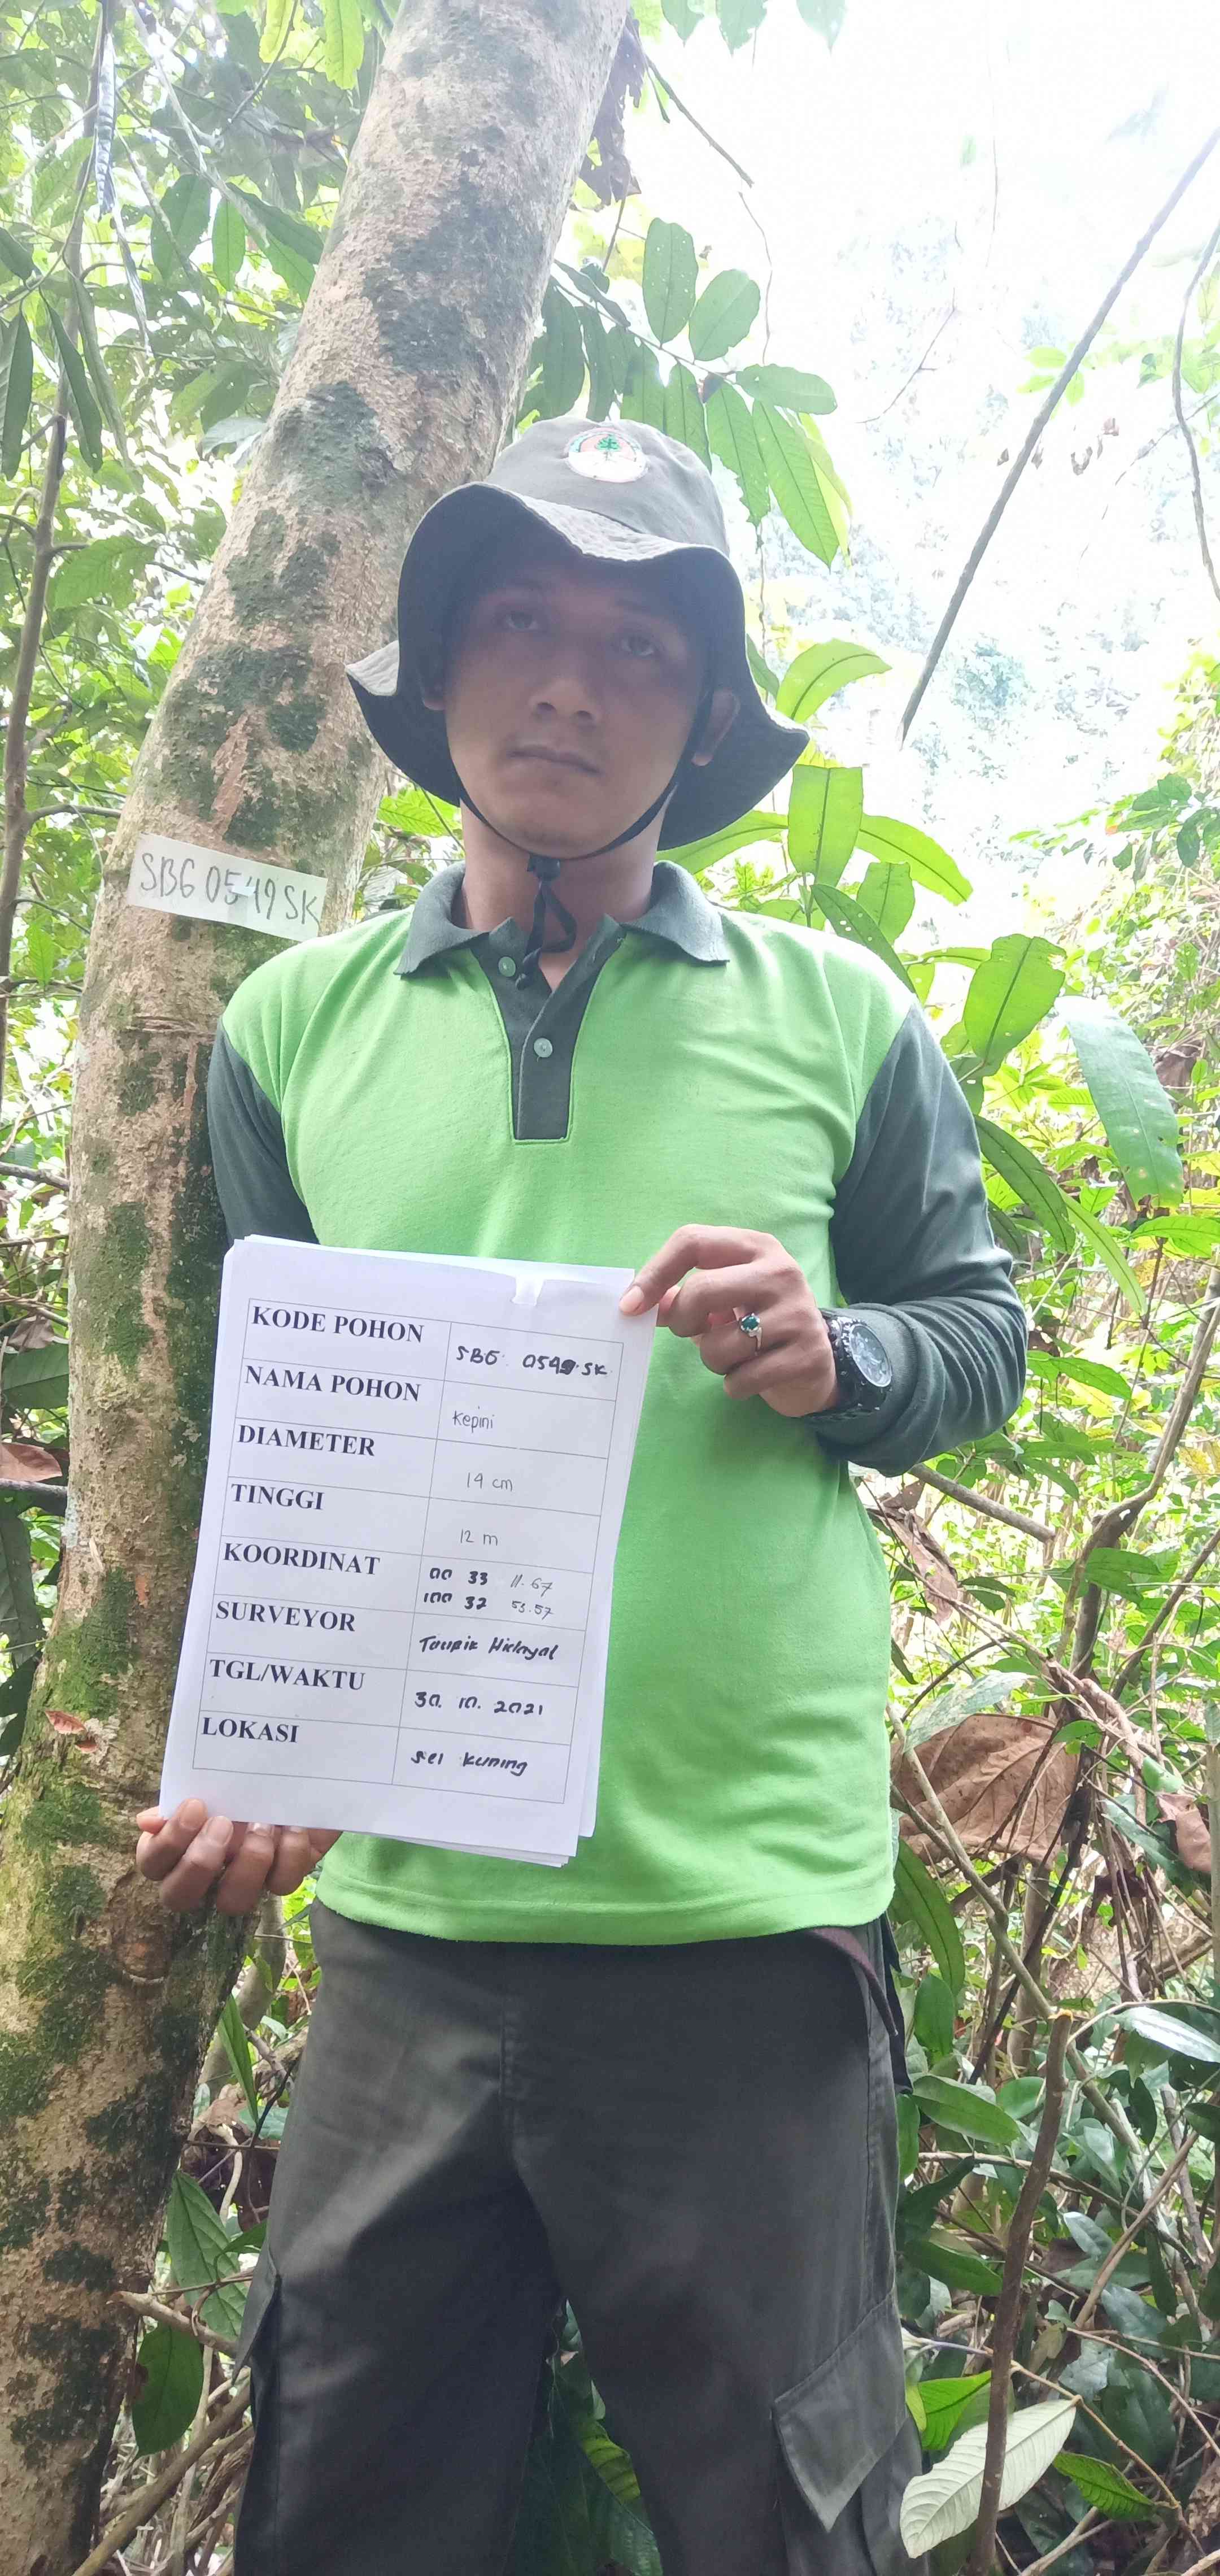 SBG 0549 SK
KODE POHON SBG 0549 SK
NAMA POHON Kepini
DIAMETER 19 cm
TINGGI 12 m
KOORDINAT 00 33 11.67
100 32 53.57
SURVEYOR Taupik Hidayat
TGL/WAKTU 30. 10. 2021
LOKASI sei kuning